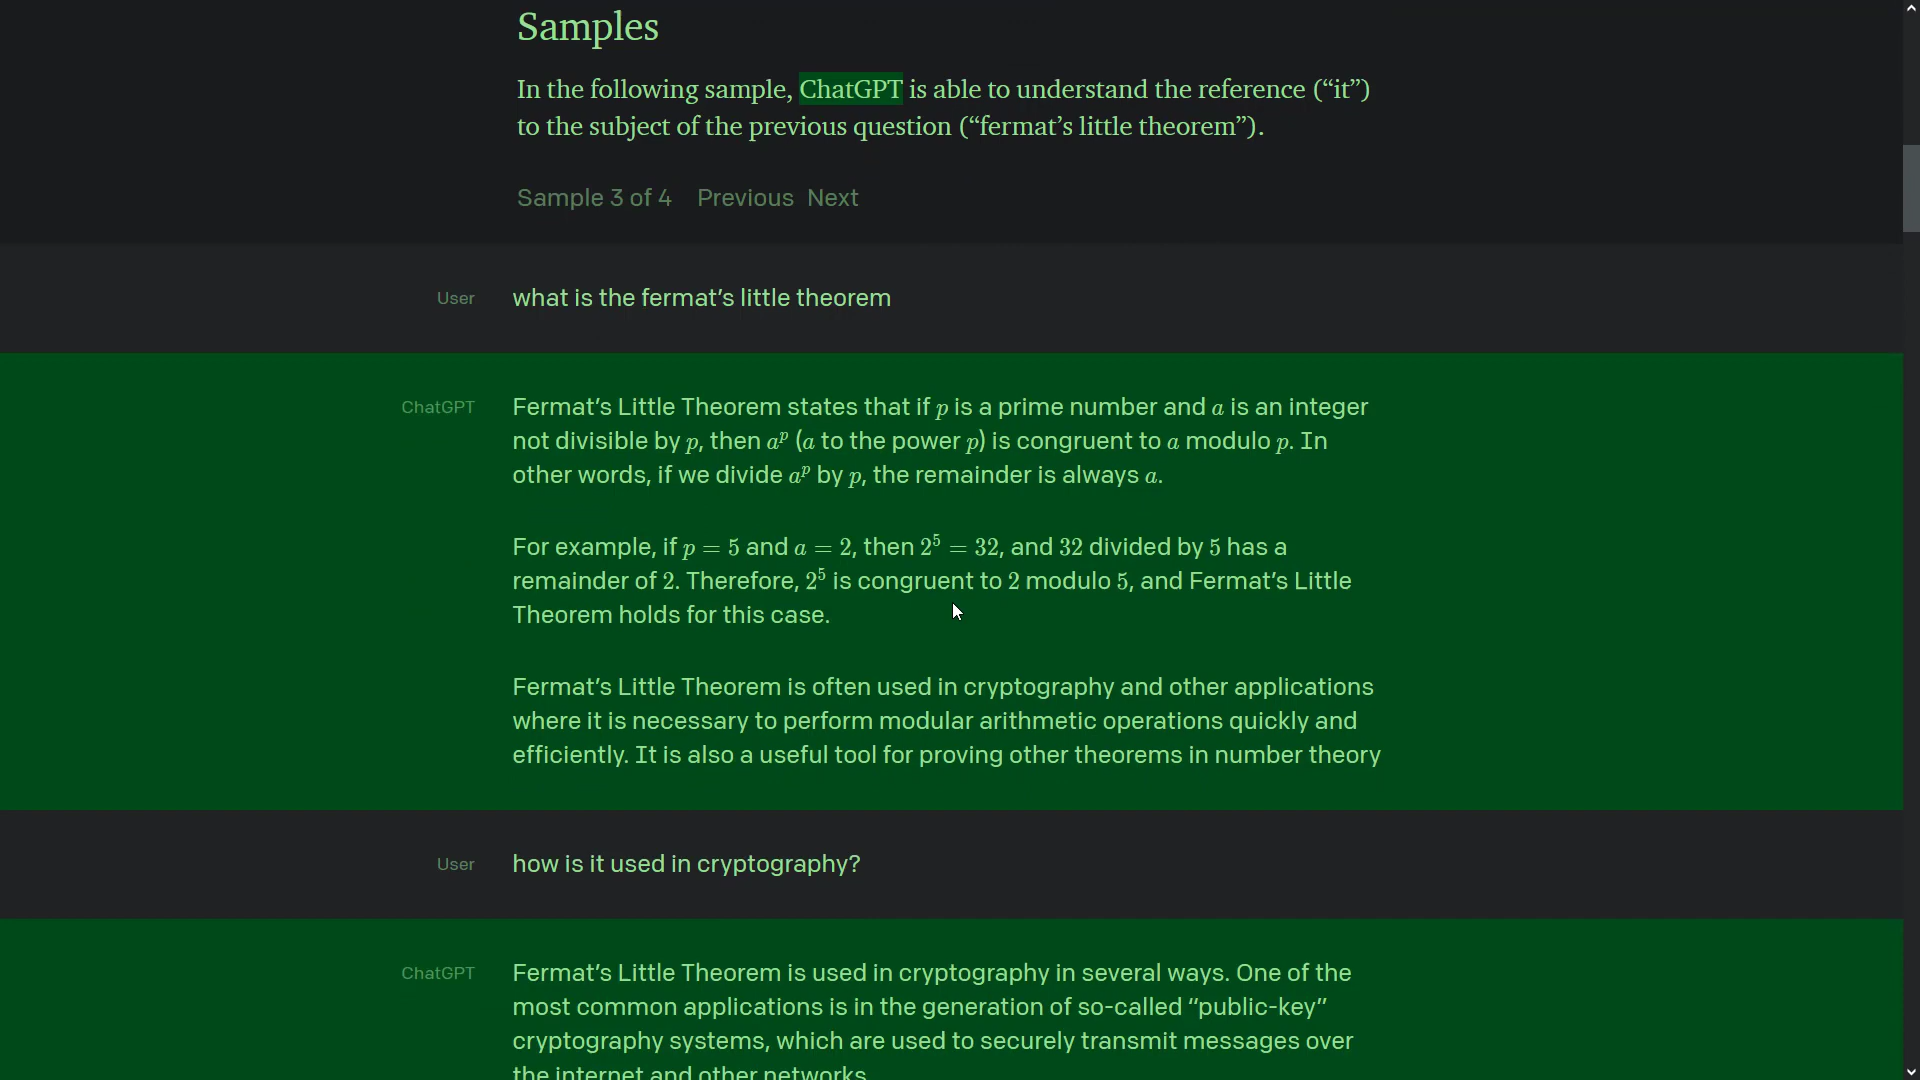 Samples
In the following sample, ChatGPT is able to understand the reference (“it”)
to the subject of the previous question (“fermat’s little theorem”).
Sample 3 of 4 Previous Next
User what is the fermat’s little theorem
ChatGPT Fermat’s Little Theorem states that if p is a prime number and a is an integer
not divisible by p, then aᵖ (a to the power p) is congruent to a modulo p. In
other words, if we divide aᵖ by p, the remainder is always a.
For example, if p = 5 and a = 2, then 2⁵ = 32, and 32 divided by 5 has a
remainder of 2. Therefore, 2⁵ is congruent to 2 modulo 5, and Fermat’s Little
Theorem holds for this case.
Fermat’s Little Theorem is often used in cryptography and other applications
where it is necessary to perform modular arithmetic operations quickly and
efficiently. It is also a useful tool for proving other theorems in number theory
User how is it used in cryptography?
ChatGPT Fermat’s Little Theorem is used in cryptography in several ways. One of the
most common applications is in the generation of so-called “public-key”
cryptography systems, which are used to securely transmit messages over
the internet and other networks.